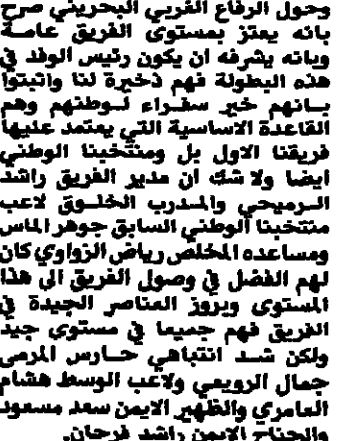 وحول الرفاع الغربي البحريني صرح
بانه يعتز بمستوى الفريق عامة
وبانه يشرفه ان يكون رئيس الوفد في
هذه البطولة فهم ذخيرة لنا واثبتوا
بانهم خير سفراء لوطنهم وهم
القاعدة الاساسية التي يعتمد عليها
فريقنا الاول بل ومنتخبنا الوطني
ايضا ولا شك ان مدير الفريق راشد
الرميحي والمدرب الخلوق لاعب
منتخبنا الوطني السابق جوهر الماس
ومساعده المخلص رياض الزواوي كان
لهم الفضل في وصول الفريق الى هذا
المستوى وبروز العناصر الجيدة في
الفريق فهم جميعا في مستوى جيد
ولكن شد انتباهي حارس المرمى
جمال الرويعي ولاعب الوسط هشام
العامري والظهير الايمن سعد مسعود
والجناح الايمن راشد فرحان.